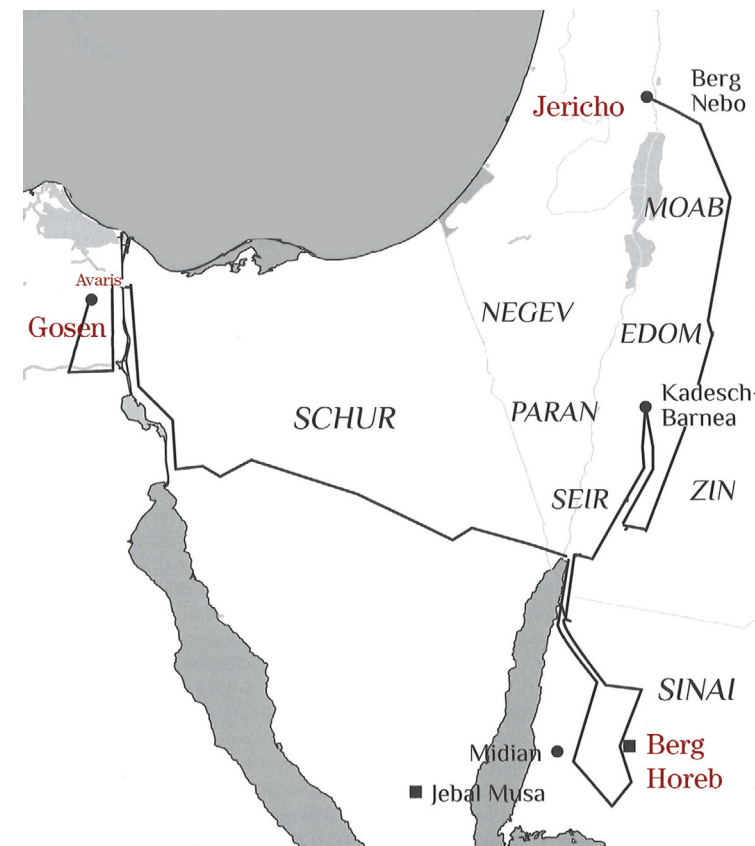 Berg
Nebo
Jericho
MOAB
Avaris
Gosen
NEGEV
EDOM
SCHUR
PARAN
Kadesch-
Barnea
SEIR
ZIN
SINAI
Midian
Berg
Horeb
Jebal Musa